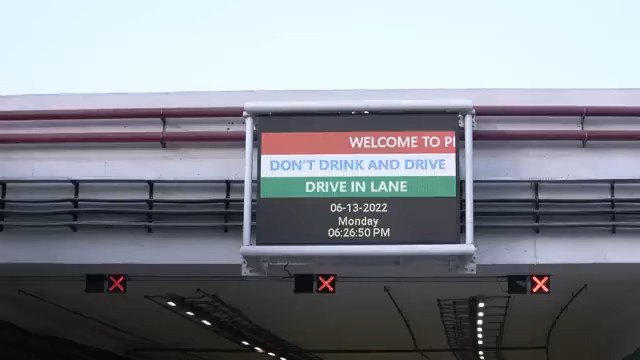 WELCOME TO
DON'T DRINK AND DRIVE
DRIVE IN LANE
06-13-2022
Monday
06:26:50 PM